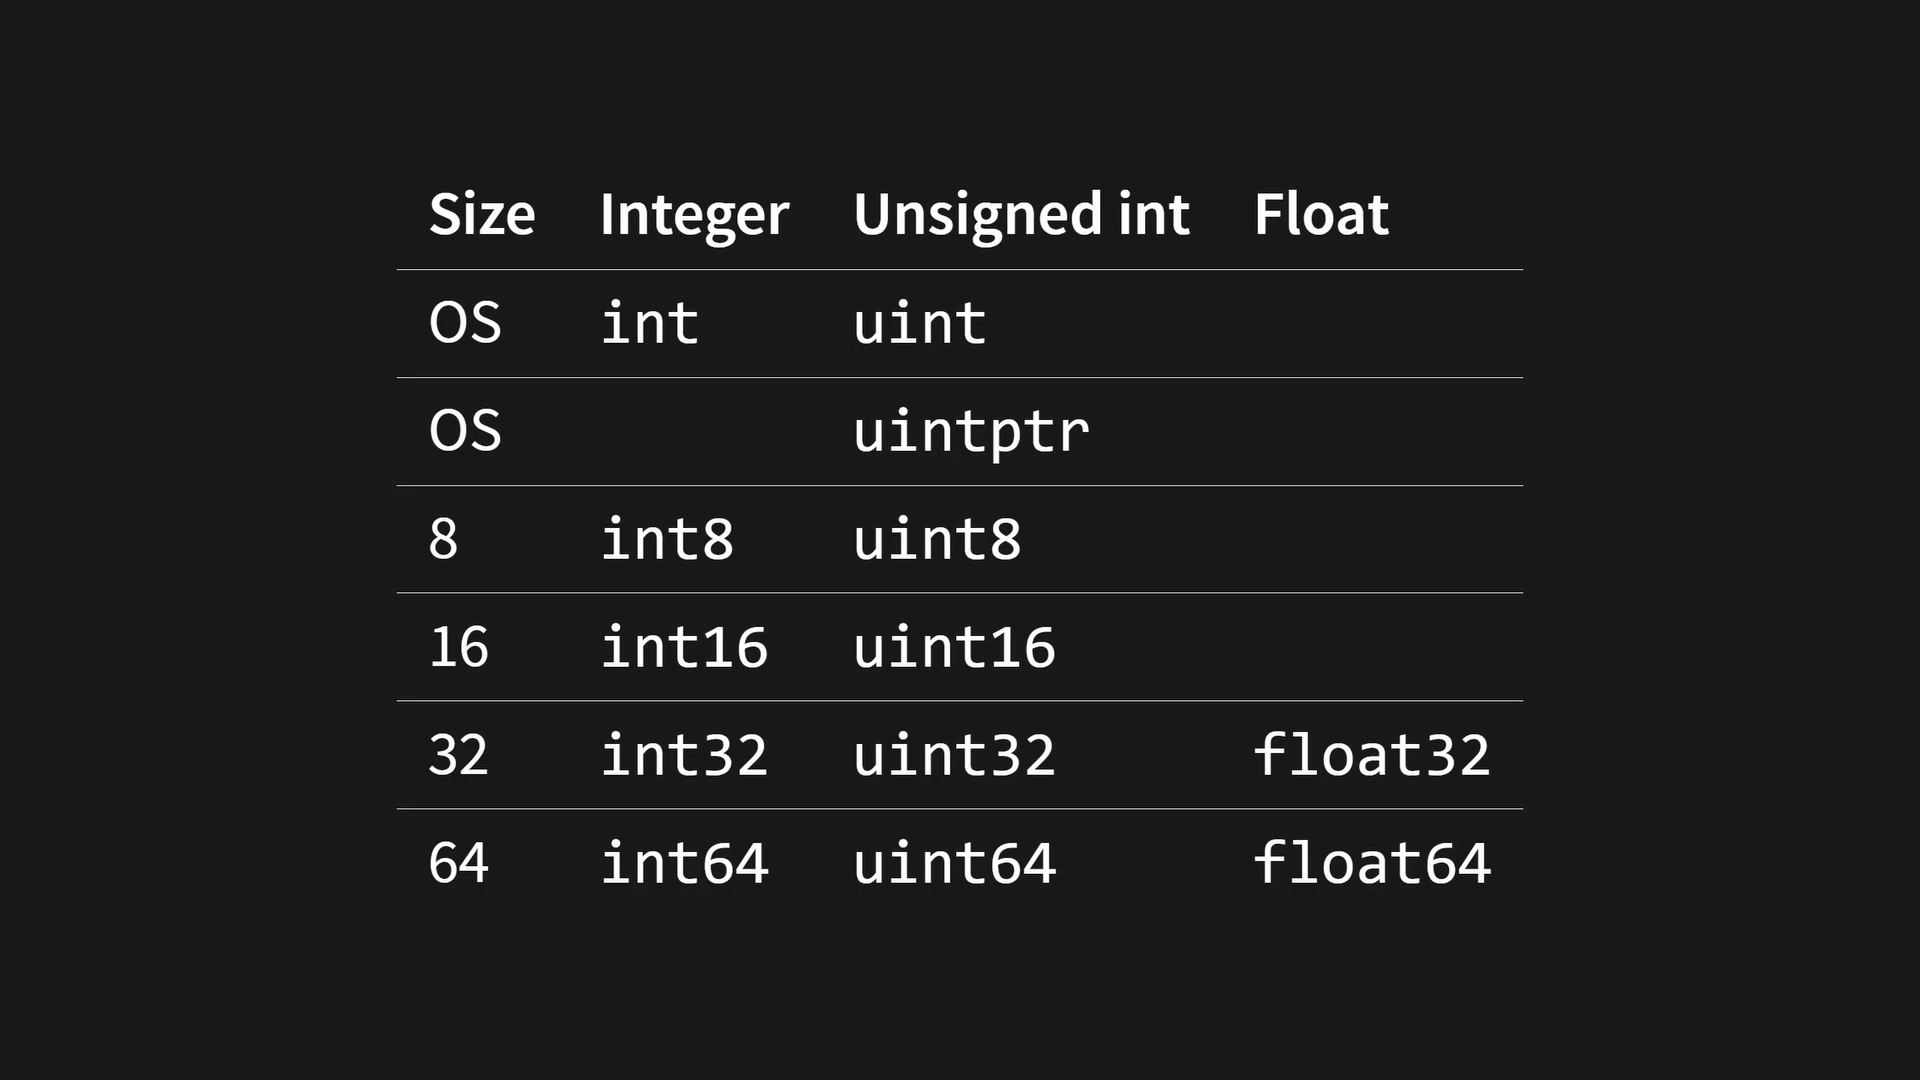 Size Integer Unsigned int Float
OS int uint
OS uintptr
8 int8 uint8
16 int16 uint16
32 int32 uint32 float32
64 int64 uint64 float64